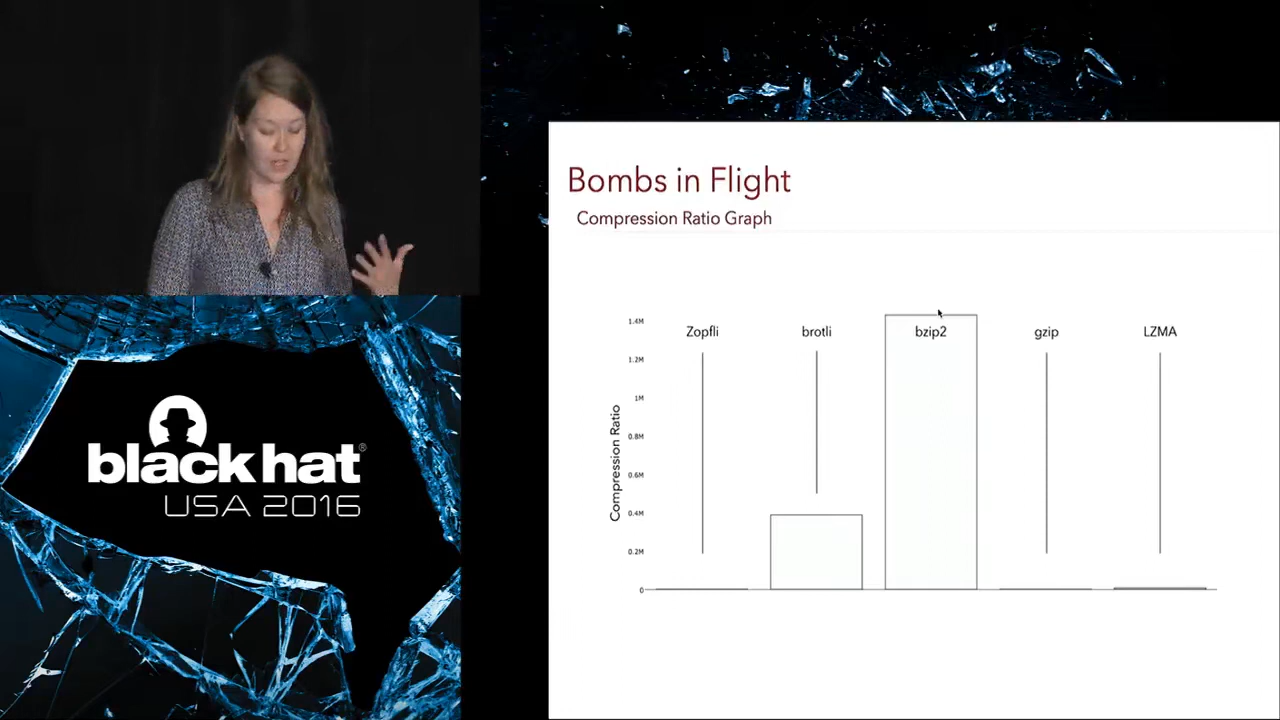 Bombs in Flight
Compression Ratio Graph
Compression Ratio
1.4M
1.2M
1M
0.8M
0.6M
0.4M
0.2M
0
Zopfli
brotli
bzip2
gzip
LZMA
black hat®
USA 2016